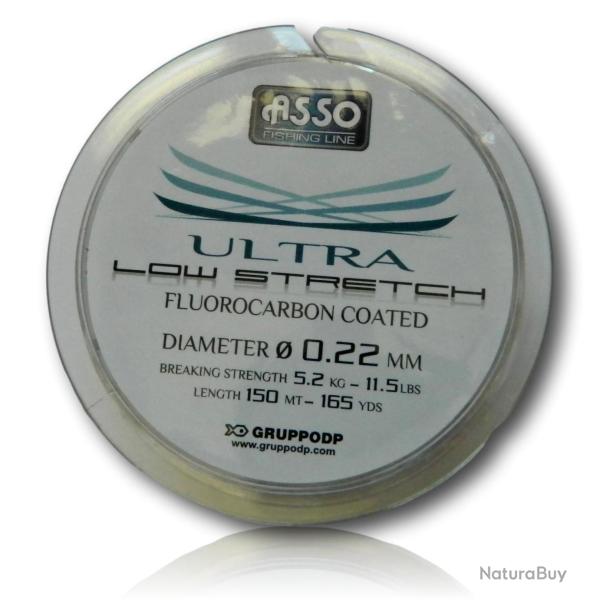 ASSO
FISHING LINE
ULTRA
LOW STRETCH
FLUOROCARBON COATED
DIAMETER ø 0.22 MM
BREAKING STRENGTH 5.2 KG - 11.5 LBS
LENGTH 150 MT - 165 YDS
GRUPPODP
www.gruppodp.com
NaturaBuy